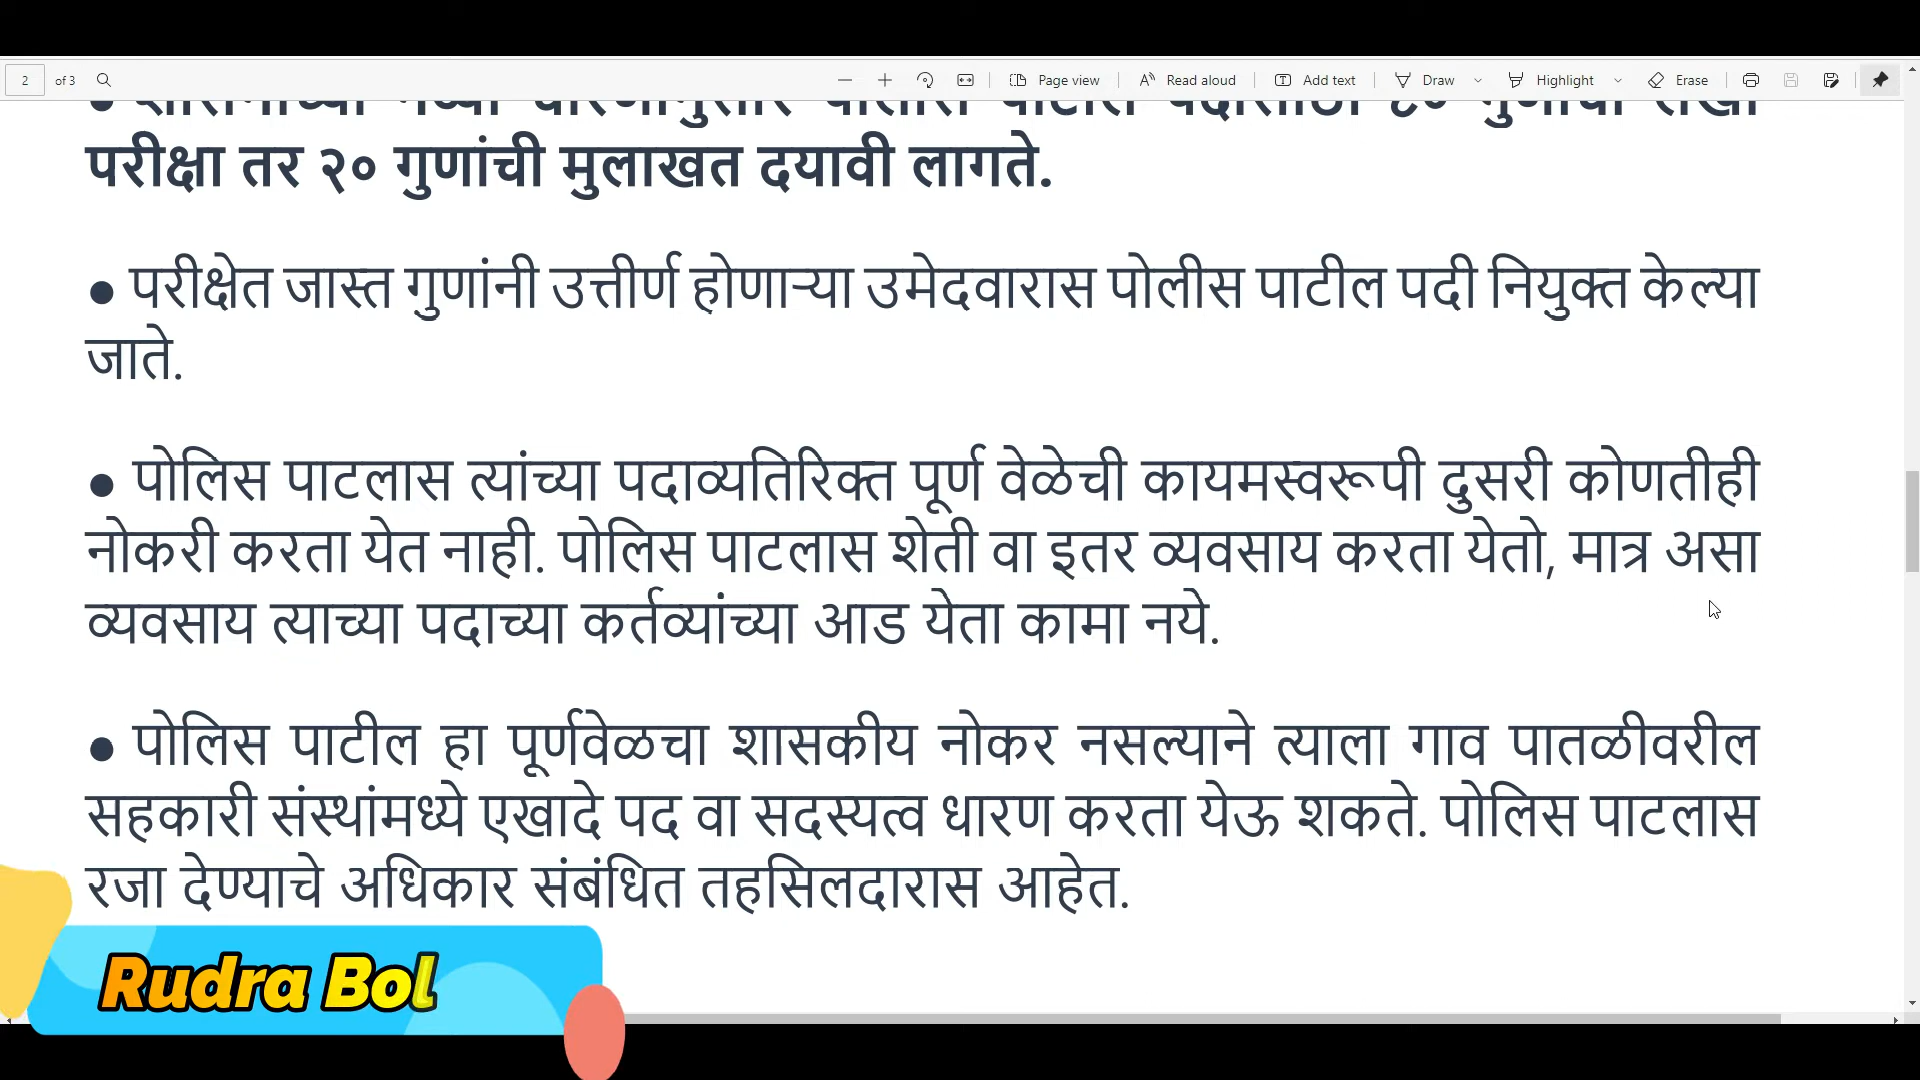 2 of 3 Page view Read aloud Add text Draw Highlight Erase
परीक्षा तर २० गुणांची मुलाखत दयावी लागते.
● परीक्षेत जास्त गुणांनी उत्तीर्ण होणाऱ्या उमेदवारास पोलीस पाटील पदी नियुक्त केल्या
जाते.
● पोलिस पाटलास त्यांच्या पदाव्यतिरिक्त पूर्ण वेळेची कायमस्वरूपी दुसरी कोणतीही
नोकरी करता येत नाही. पोलिस पाटलास शेती वा इतर व्यवसाय करता येतो, मात्र असा
व्यवसाय त्याच्या पदाच्या कर्तव्यांच्या आड येता कामा नये.
● पोलिस पाटील हा पूर्णवेळचा शासकीय नोकर नसल्याने त्याला गाव पातळीवरील
सहकारी संस्थांमध्ये एखादे पद वा सदस्यत्व धारण करता येऊ शकते. पोलिस पाटलास
रजा देण्याचे अधिकार संबंधित तहसिलदारास आहेत.
Rudra Bol